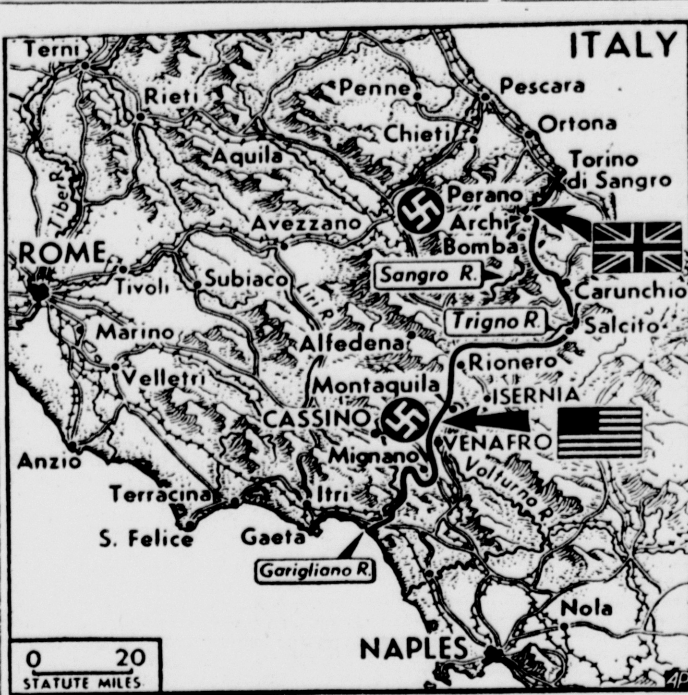 ITALY
Terni
Rieti
Penne
Pescara
Chieti
Ortona
Aquila
Torino
di Sangro
Tiber R.
Perano
Archi
Bomba
Avezzano
ROME
Tivoli
Subiaco
Sangro R.
Carunchio
Liri R.
Trigno R.
Salcito
Marino
Alfedena
Rionero
Velletri
Montaquila
ISERNIA
CASSINO
VENAFRO
Mignano
Anzio
Volturno R.
Terracina
Itri
S. Felice
Gaeta
Garigliano R.
Nola
NAPLES
0 20
STATUTE MILES
AP